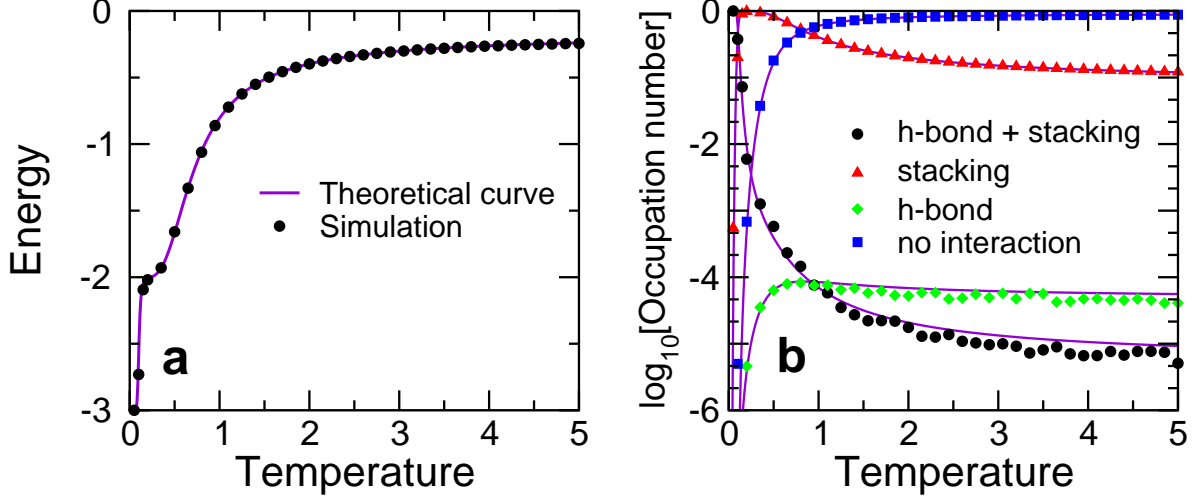 0
-1
-2
-3
Energy
0 1 2 3 4 5
Temperature
Theoretical curve
Simulation
a
0
-2
-4
-6
log10[Occupation number]
0 1 2 3 4 5
Temperature
h-bond + stacking
stacking
h-bond
no interaction
b